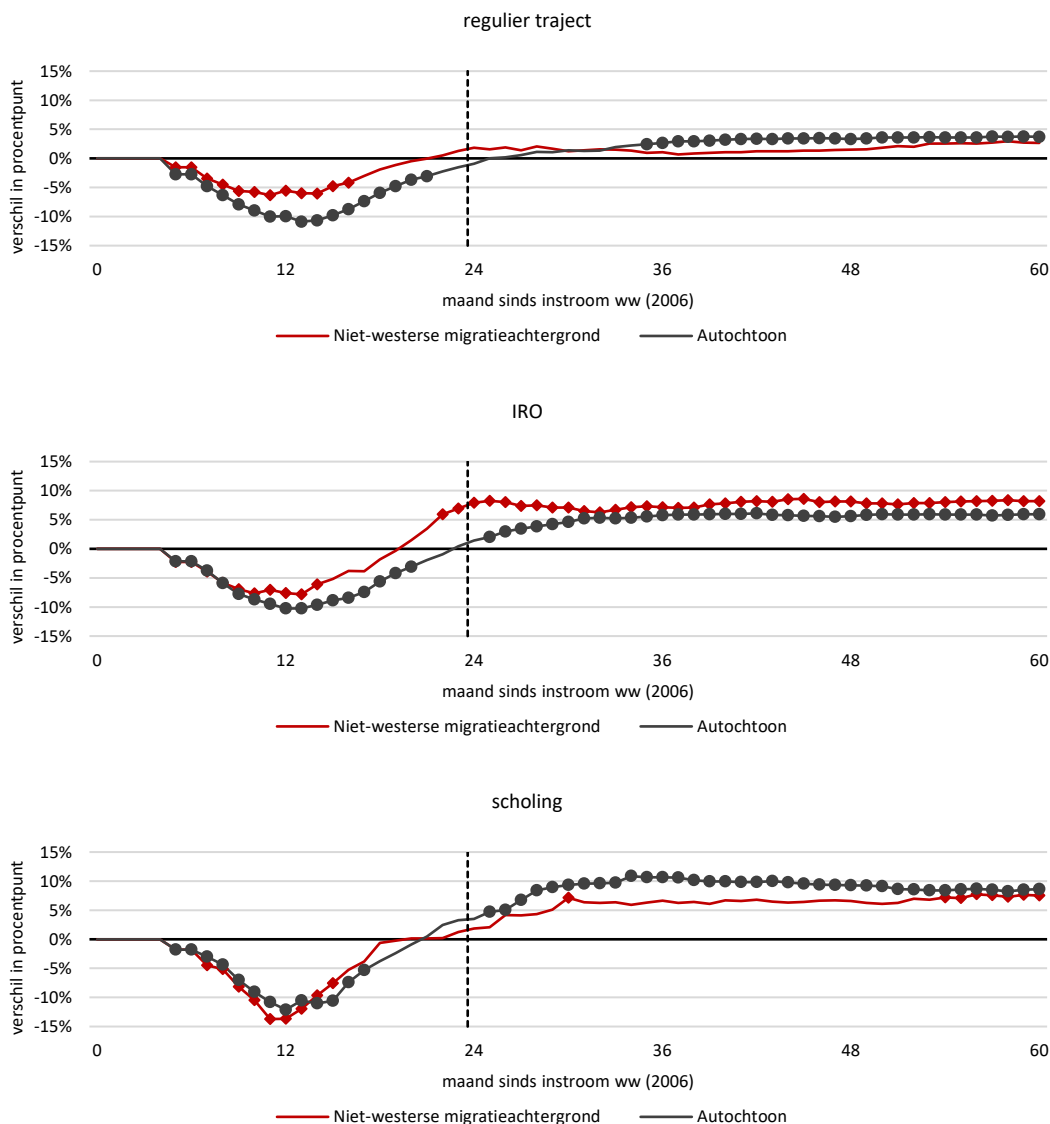 regulier traject
15%
10%
5%
0%
-5%
-10%
-15%
verschil in procentpunt
0 12 24 36 48 60
maand sinds instroom ww (2006)
Niet-westerse migratieachtergrond Autochtoon
IRO
15%
10%
5%
0%
-5%
-10%
-15%
verschil in procentpunt
0 12 24 36 48 60
maand sinds instroom ww (2006)
Niet-westerse migratieachtergrond Autochtoon
scholing
15%
10%
5%
0%
-5%
-10%
-15%
verschil in procentpunt
0 12 24 36 48 60
maand sinds instroom ww (2006)
Niet-westerse migratieachtergrond Autochtoon